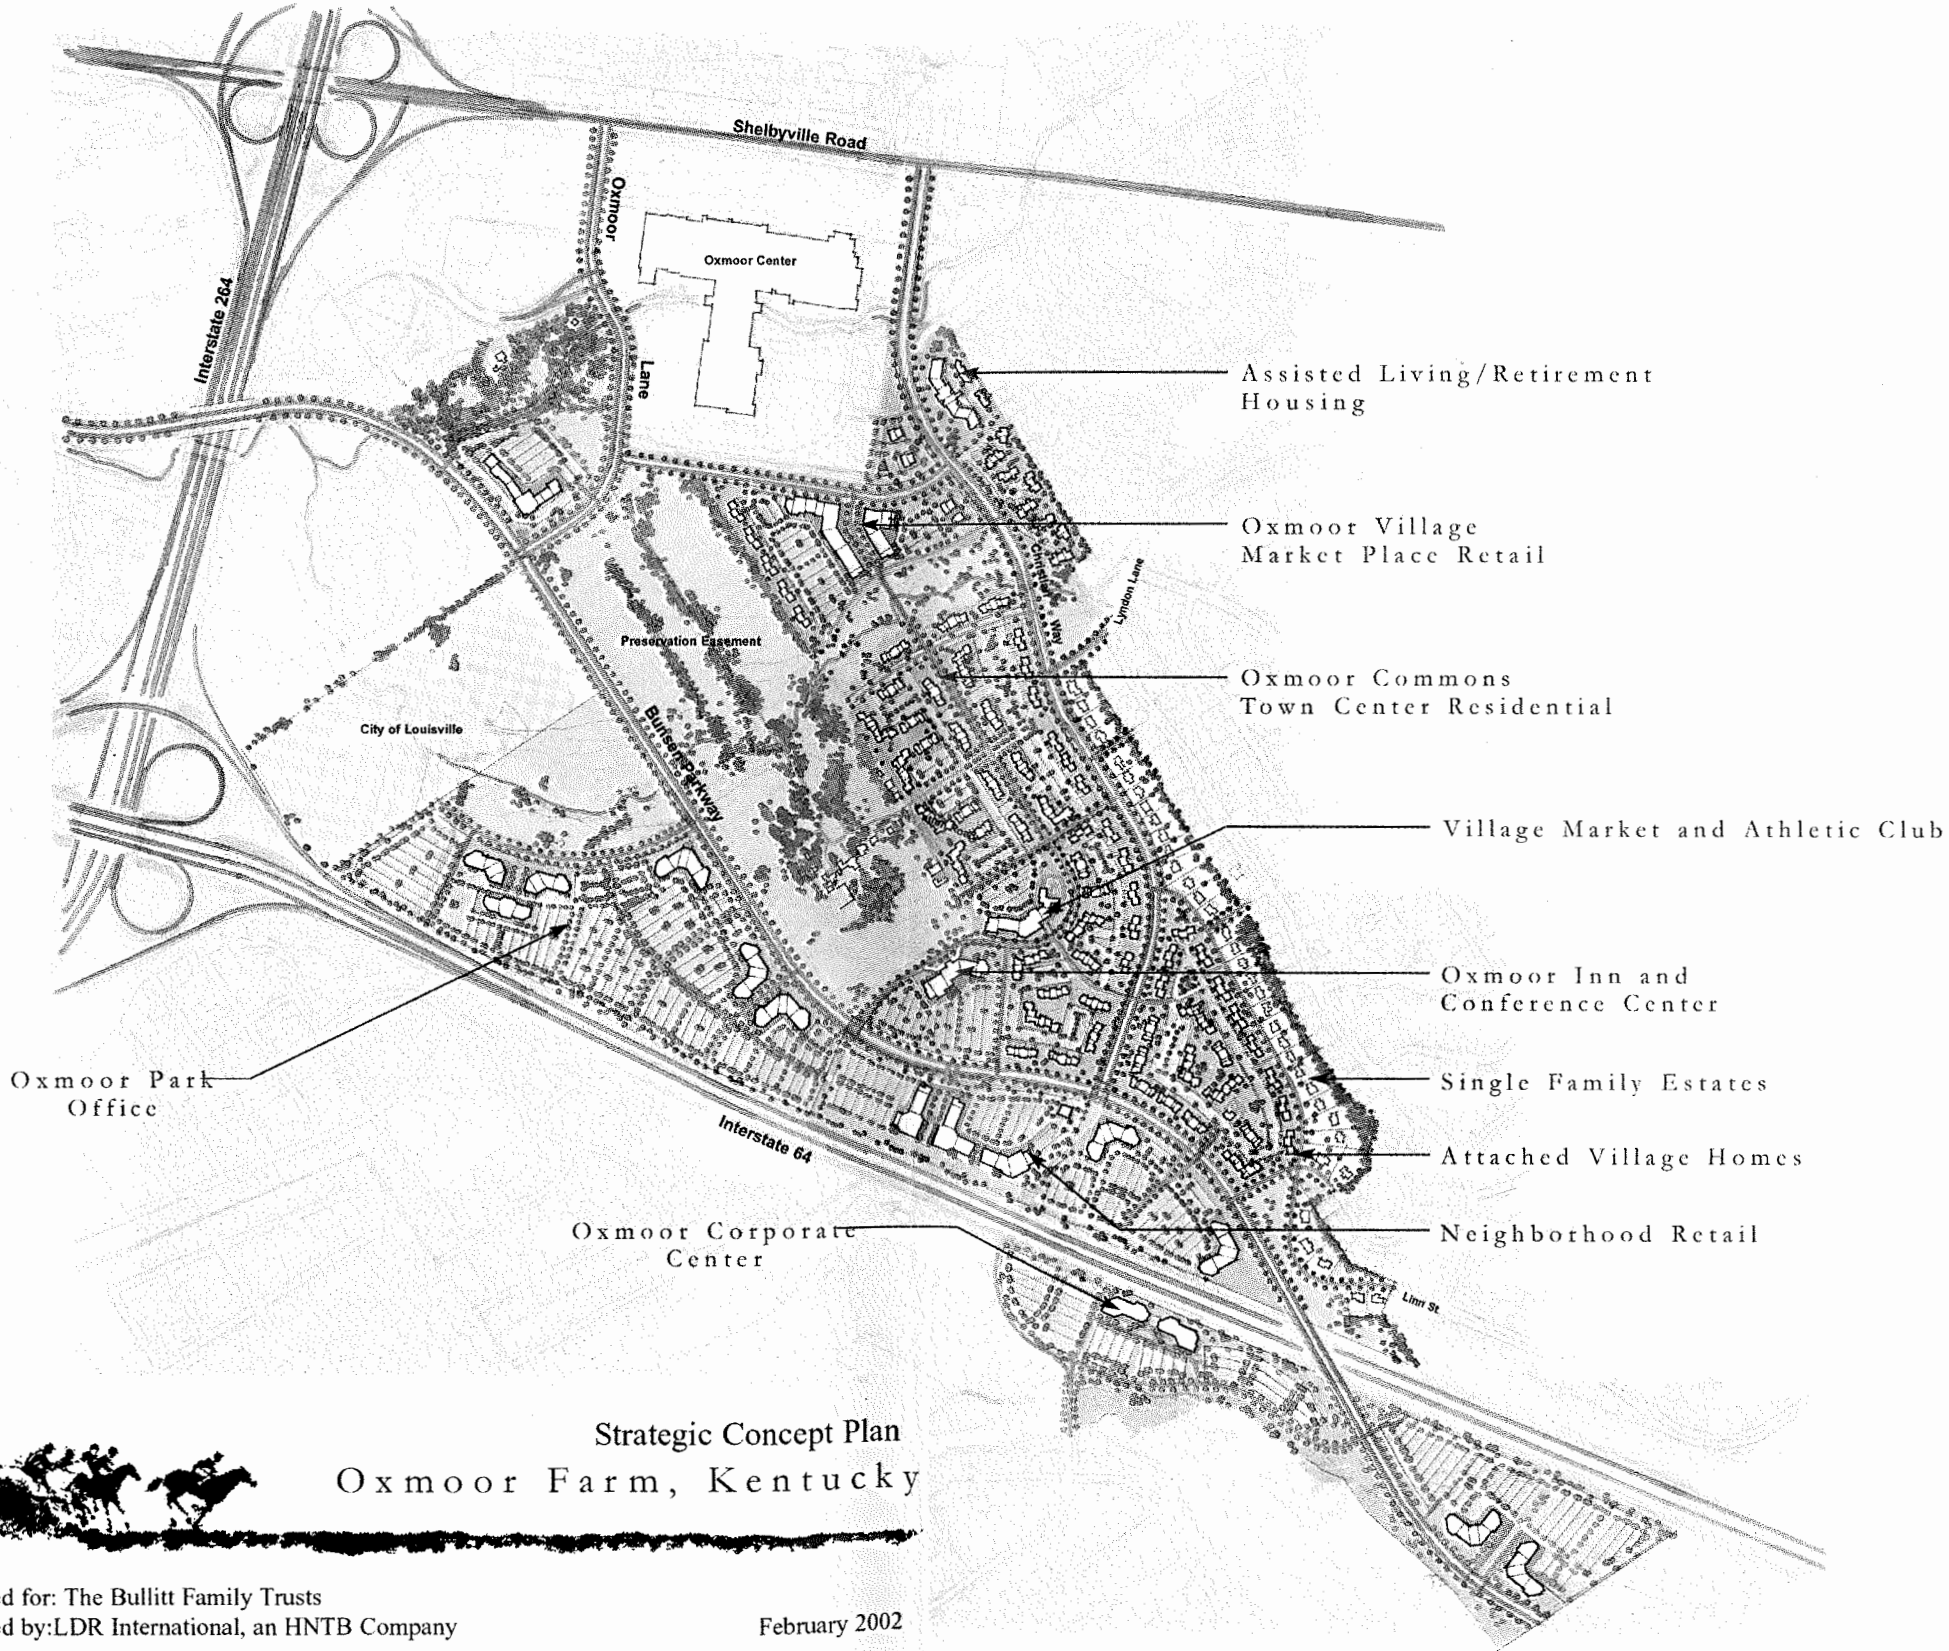 Shelbyville Road
Oxmoor
Lane
Oxmoor Center
Interstate 264
Assisted Living/Retirement
Housing
Oxmoor Village
Market Place Retail
Christian
Way
Lyndon Lane
Preservation Easement
Oxmoor Commons
Town Center Residential
City of Louisville
Bunsen Parkway
Village Market and Athletic Club
Oxmoor Inn and
Conference Center
Oxmoor Park
Office
Single Family Estates
Interstate 64
Attached Village Homes
Oxmoor Corporate
Center
Neighborhood Retail
Linn St.
Strategic Concept Plan
Oxmoor Farm, Kentucky
d for: The Bullitt Family Trusts
d by:LDR International, an HNTB Company
February 2002